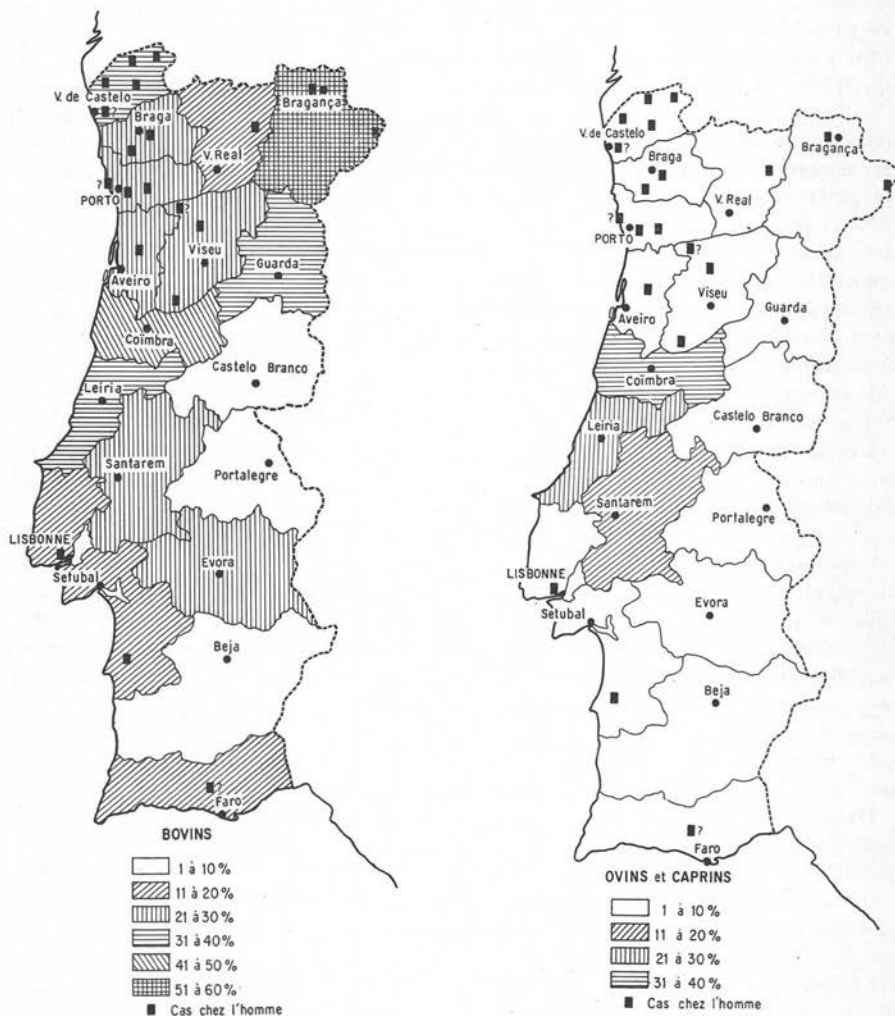 V. de Castelo
?
Braga
Bragança
V. Real
?
PORTO
?
Viseu
Aveiro
Guarda
Coïmbra
Castelo Branco
Leiria
Santarem
Portalegre
LISBONNE
Setubal
Evora
Beja
?
Faro
BOVINS
1 à 10 %
11 à 20 %
21 à 30 %
31 à 40 %
41 à 50 %
51 à 60 %
Cas chez l'homme
V. de Castelo
?
Braga
Bragança
?
V. Real
?
PORTO
?
Viseu
Aveiro
Guarda
Coïmbra
Castelo Branco
Leiria
Santarem
Portalegre
LISBONNE
Setubal
Evora
Beja
?
Faro
OVINS et CAPRINS
1 à 10 %
11 à 20 %
21 à 30 %
31 à 40 %
Cas chez l'homme